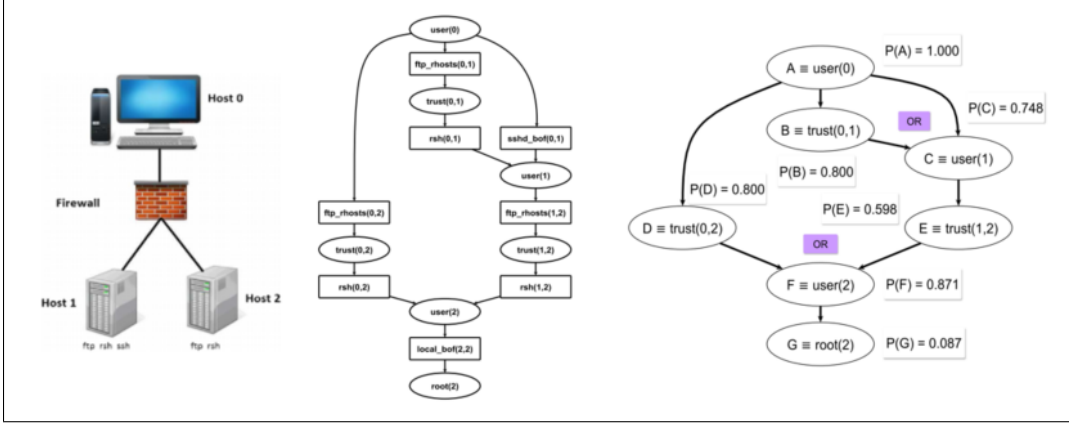 Host 0
Firewall
Host 1
Host 2
ftp rsh ssh
ftp rsh
user(0)
ftp_rhosts(0,1)
trust(0,1)
rsh(0,1)
sshd_bof(0,1)
user(1)
ftp_rhosts(0,2)
ftp_rhosts(1,2)
trust(0,2)
trust(1,2)
rsh(0,2)
rsh(1,2)
user(2)
local_bof(2,2)
root(2)
P(A) = 1.000
A ≡ user(0)
P(C) = 0.748
OR
B ≡ trust(0,1)
C ≡ user(1)
P(B) = 0.800
P(D) = 0.800
P(E) = 0.598
D ≡ trust(0,2)
E ≡ trust(1,2)
OR
F ≡ user(2)
P(F) = 0.871
G ≡ root(2)
P(G) = 0.087